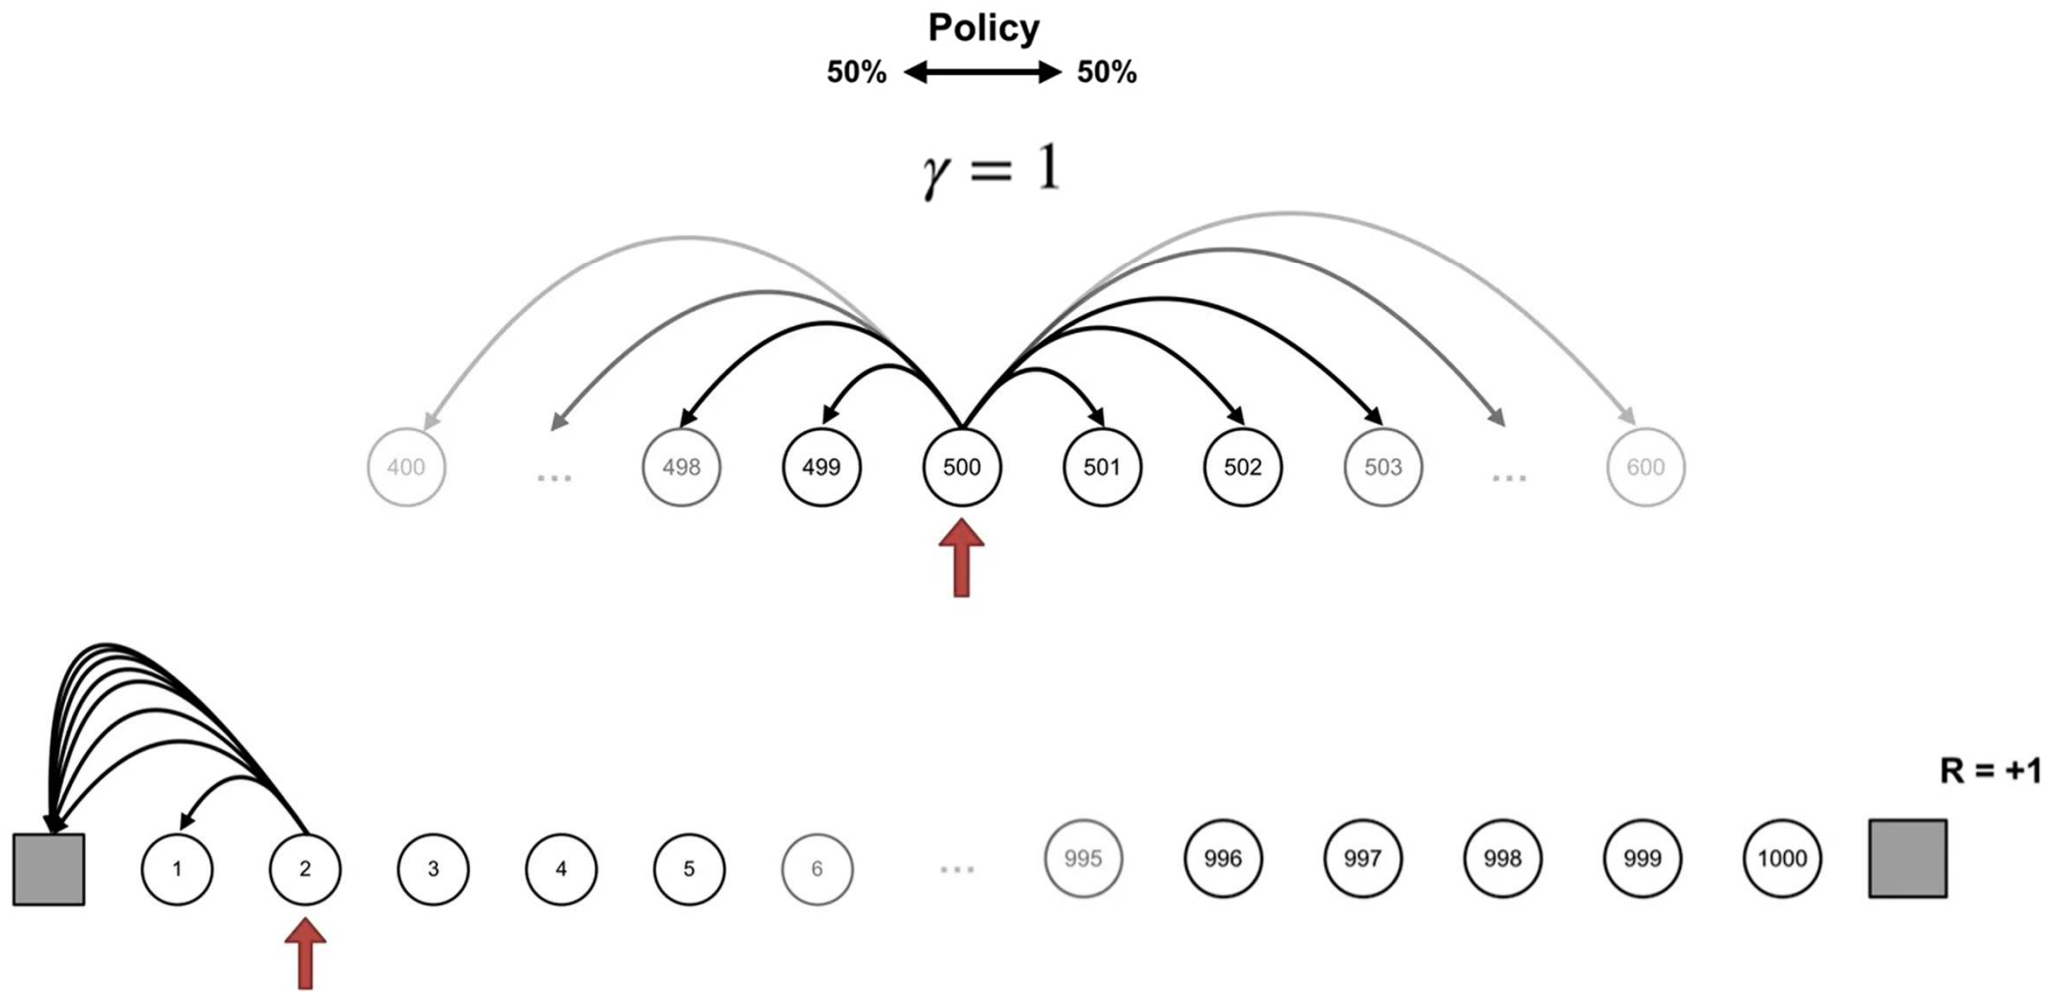 Policy
50% 50%
γ = 1
400 ... 498 499 500 501 502 503 ... 600
R = +1
1 2 3 4 5 6 ... 995 996 997 998 999 1000